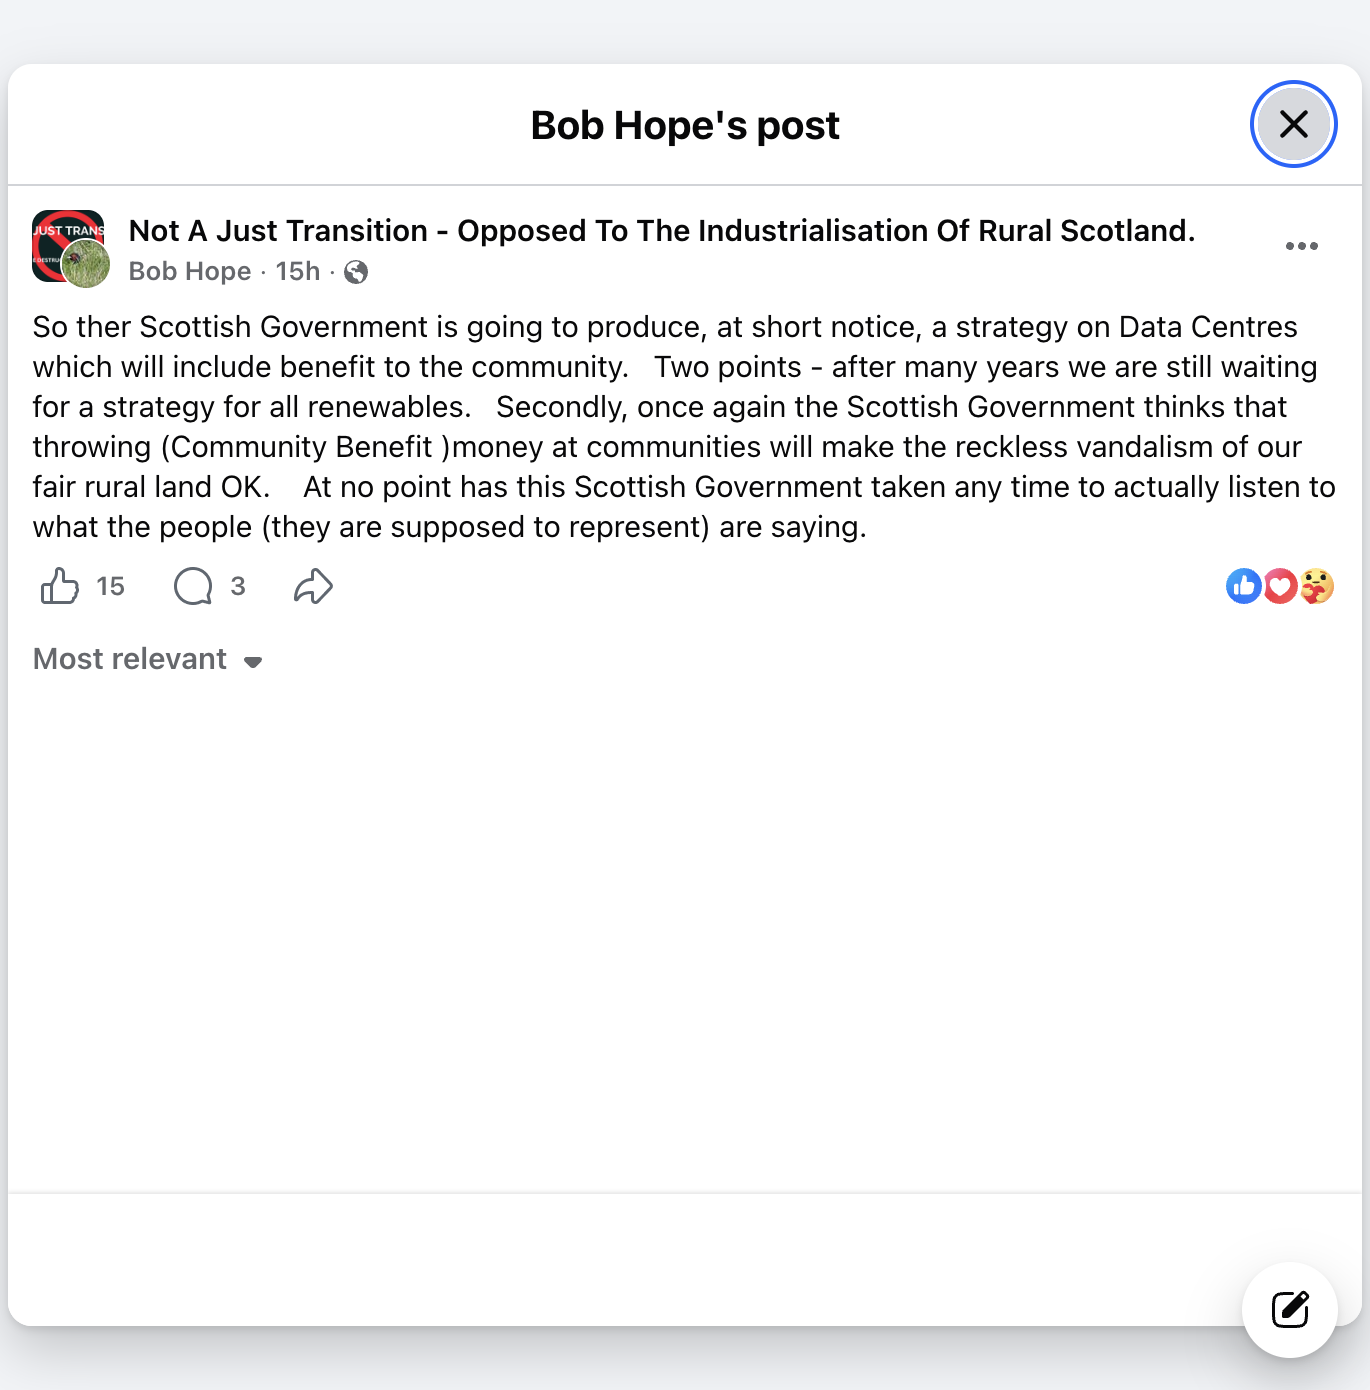 Bob Hope's post
JUST TRANS
Not A Just Transition - Opposed To The Industrialisation Of Rural Scotland.
Bob Hope · 15h ·
So ther Scottish Government is going to produce, at short notice, a strategy on Data Centres
which will include benefit to the community.   Two points - after many years we are still waiting
for a strategy for all renewables.   Secondly, once again the Scottish Government thinks that
throwing (Community Benefit )money at communities will make the reckless vandalism of our
fair rural land OK.    At no point has this Scottish Government taken any time to actually listen to
what the people (they are supposed to represent) are saying.
15 3
Most relevant